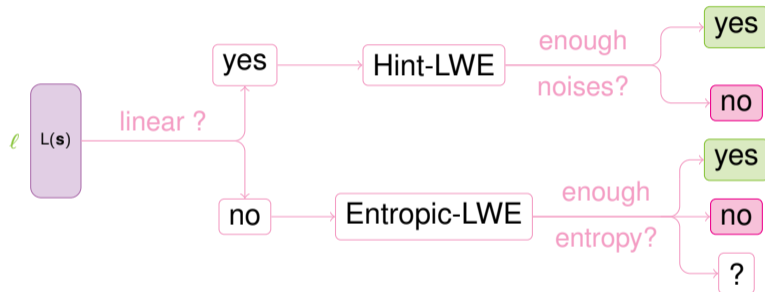 ℓ
L(s)
linear ?
yes
Hint-LWE
enough
noises?
yes
no
no
Entropic-LWE
enough
entropy?
yes
no
?